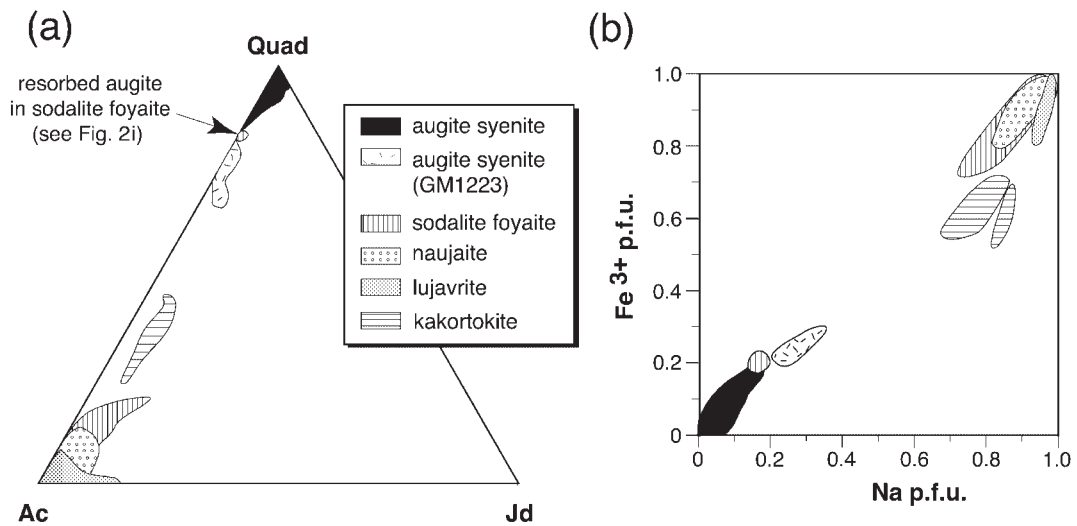 (a)
Quad
resorbed augite
in sodalite foyaite
(see Fig. 2i)
augite syenite
augite syenite
(GM1223)
sodalite foyaite
naujaite
lujavrite
kakortokite
Ac
Jd
(b)
Fe 3+ p.f.u.
1.0
0.8
0.6
0.4
0.2
0
0
0.2
0.4
0.6
0.8
1.0
Na p.f.u.